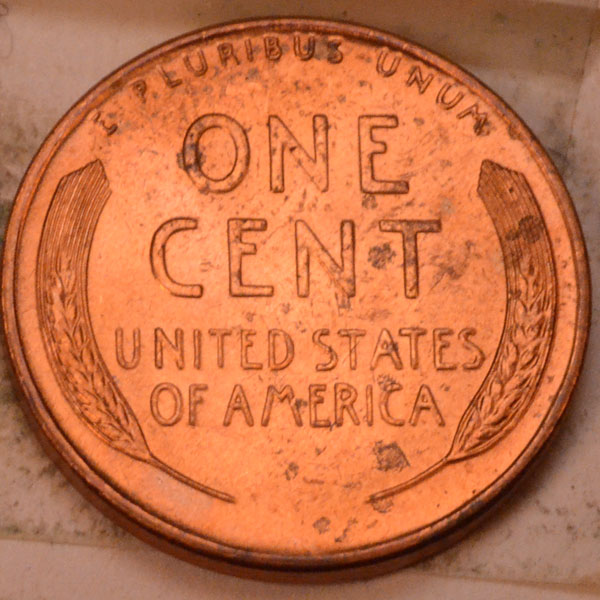 E PLURIBUS UNUM
ONE
CENT
UNITED STATES
OF AMERICA